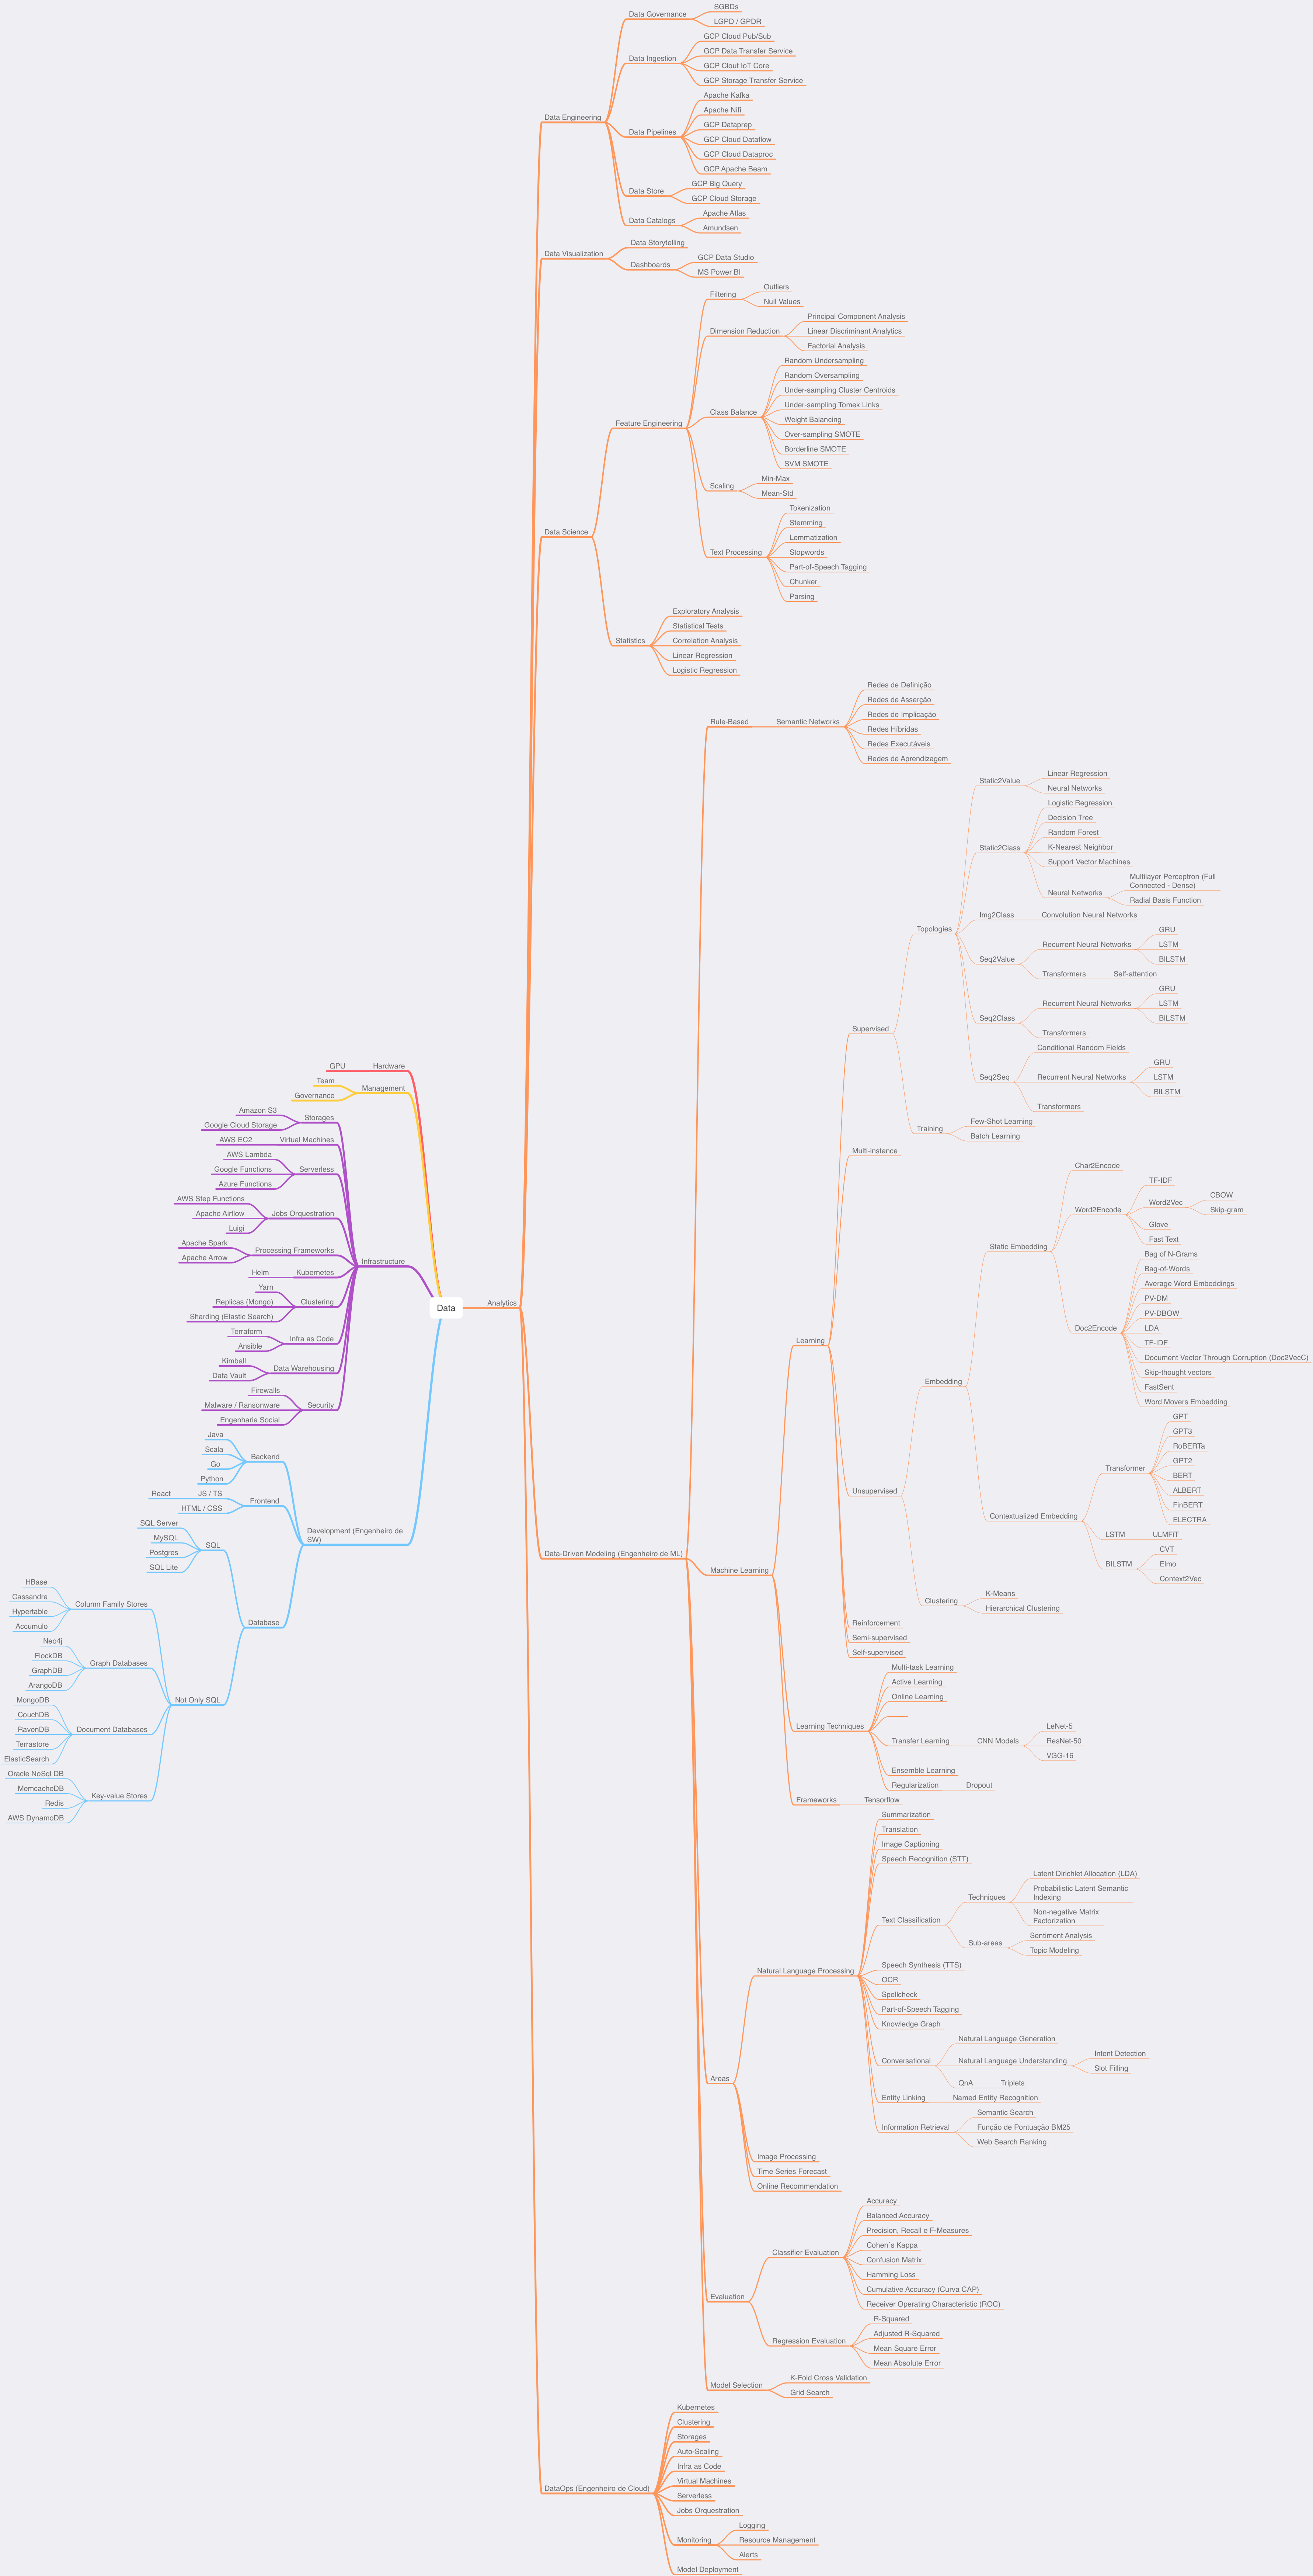 Data
Analytics
Data Engineering
Data Governance
SGBDs
LGPD / GPDR
Data Ingestion
GCP Cloud Pub/Sub
GCP Data Transfer Service
GCP Clout IoT Core
GCP Storage Transfer Service
Data Pipelines
Apache Kafka
Apache Nifi
GCP Dataprep
GCP Cloud Dataflow
GCP Cloud Dataproc
GCP Apache Beam
Data Store
GCP Big Query
GCP Cloud Storage
Data Catalogs
Apache Atlas
Amundsen
Data Visualization
Data Storytelling
Dashboards
GCP Data Studio
MS Power BI
Data Science
Feature Engineering
Filtering
Outliers
Null Values
Dimension Reduction
Principal Component Analysis
Linear Discriminant Analytics
Factorial Analysis
Class Balance
Random Undersampling
Random Oversampling
Under-sampling Cluster Centroids
Under-sampling Tomek Links
Weight Balancing
Over-sampling SMOTE
Borderline SMOTE
SVM SMOTE
Scaling
Min-Max
Mean-Std
Text Processing
Tokenization
Stemming
Lemmatization
Stopwords
Part-of-Speech Tagging
Chunker
Parsing
Statistics
Exploratory Analysis
Statistical Tests
Correlation Analysis
Linear Regression
Logistic Regression
Data-Driven Modeling (Engenheiro de ML)
Rule-Based
Semantic Networks
Redes de Definição
Redes de Asserção
Redes de Implicação
Redes Híbridas
Redes Executáveis
Redes de Aprendizagem
Machine Learning
Learning
Supervised
Topologies
Static2Value
Linear Regression
Neural Networks
Static2Class
Logistic Regression
Decision Tree
Random Forest
K-Nearest Neighbor
Support Vector Machines
Neural Networks
Multilayer Perceptron (Full
Connected - Dense)
Radial Basis Function
Img2Class
Convolution Neural Networks
Seq2Value
Recurrent Neural Networks
GRU
LSTM
BILSTM
Transformers
Self-attention
Seq2Class
Recurrent Neural Networks
GRU
LSTM
BILSTM
Transformers
Seq2Seq
Conditional Random Fields
Recurrent Neural Networks
GRU
LSTM
BILSTM
Transformers
Training
Few-Shot Learning
Batch Learning
Multi-instance
Unsupervised
Embedding
Static Embedding
Char2Encode
Word2Encode
TF-IDF
Word2Vec
CBOW
Skip-gram
Glove
Fast Text
Doc2Encode
Bag of N-Grams
Bag-of-Words
Average Word Embeddings
PV-DM
PV-DBOW
LDA
TF-IDF
Document Vector Through Corruption (Doc2VecC)
Skip-thought vectors
FastSent
Word Movers Embedding
Contextualized Embedding
Transformer
GPT
GPT3
RoBERTa
GPT2
BERT
ALBERT
FinBERT
ELECTRA
LSTM
ULMFiT
BILSTM
CVT
Elmo
Context2Vec
Clustering
K-Means
Hierarchical Clustering
Reinforcement
Semi-supervised
Self-supervised
Learning Techniques
Multi-task Learning
Active Learning
Online Learning
Transfer Learning
CNN Models
LeNet-5
ResNet-50
VGG-16
Ensemble Learning
Regularization
Dropout
Frameworks
Tensorflow
Areas
Natural Language Processing
Summarization
Translation
Image Captioning
Speech Recognition (STT)
Text Classification
Techniques
Latent Dirichlet Allocation (LDA)
Probabilistic Latent Semantic
Indexing
Non-negative Matrix
Factorization
Sub-areas
Sentiment Analysis
Topic Modeling
Speech Synthesis (TTS)
OCR
Spellcheck
Part-of-Speech Tagging
Knowledge Graph
Conversational
Natural Language Generation
Natural Language Understanding
Intent Detection
Slot Filling
QnA
Triplets
Entity Linking
Named Entity Recognition
Information Retrieval
Semantic Search
Função de Pontuação BM25
Web Search Ranking
Image Processing
Time Series Forecast
Online Recommendation
Evaluation
Classifier Evaluation
Accuracy
Balanced Accuracy
Precision, Recall e F-Measures
Cohen´s Kappa
Confusion Matrix
Hamming Loss
Cumulative Accuracy (Curva CAP)
Receiver Operating Characteristic (ROC)
Regression Evaluation
R-Squared
Adjusted R-Squared
Mean Square Error
Mean Absolute Error
Model Selection
K-Fold Cross Validation
Grid Search
DataOps (Engenheiro de Cloud)
Kubernetes
Clustering
Storages
Auto-Scaling
Infra as Code
Virtual Machines
Serverless
Jobs Orquestration
Monitoring
Logging
Resource Management
Alerts
Model Deployment
Hardware
GPU
Management
Team
Governance
Infrastructure
Storages
Amazon S3
Google Cloud Storage
Virtual Machines
AWS EC2
Serverless
AWS Lambda
Google Functions
Azure Functions
Jobs Orquestration
AWS Step Functions
Apache Airflow
Luigi
Processing Frameworks
Apache Spark
Apache Arrow
Kubernetes
Helm
Clustering
Yarn
Replicas (Mongo)
Sharding (Elastic Search)
Infra as Code
Terraform
Ansible
Data Warehousing
Kimball
Data Vault
Security
Firewalls
Malware / Ransonware
Engenharia Social
Development (Engenheiro de
SW)
Backend
Java
Scala
Go
Python
Frontend
JS / TS
React
HTML / CSS
Database
SQL
SQL Server
MySQL
Postgres
SQL Lite
Not Only SQL
Column Family Stores
HBase
Cassandra
Hypertable
Accumulo
Graph Databases
Neo4j
FlockDB
GraphDB
ArangoDB
Document Databases
MongoDB
CouchDB
RavenDB
Terrastore
ElasticSearch
Key-value Stores
Oracle NoSql DB
MemcacheDB
Redis
AWS DynamoDB